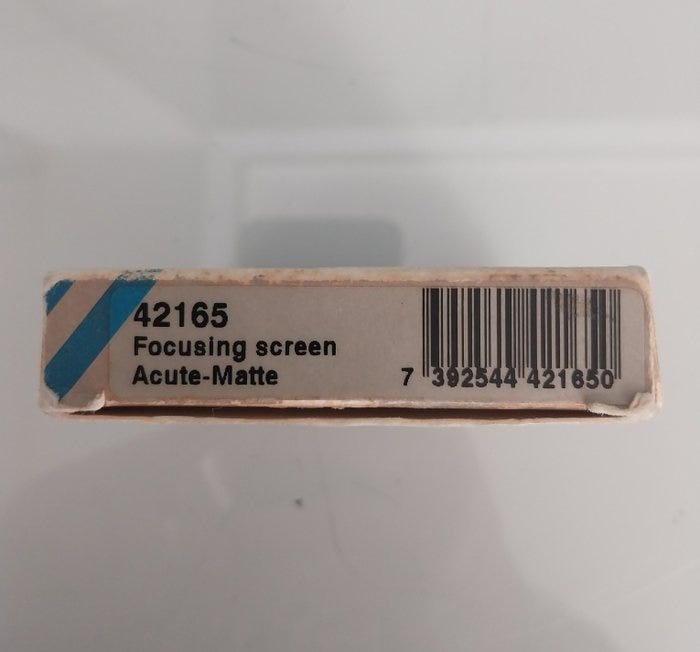 42165
Focusing screen
Acute-Matte
7 392544 421650